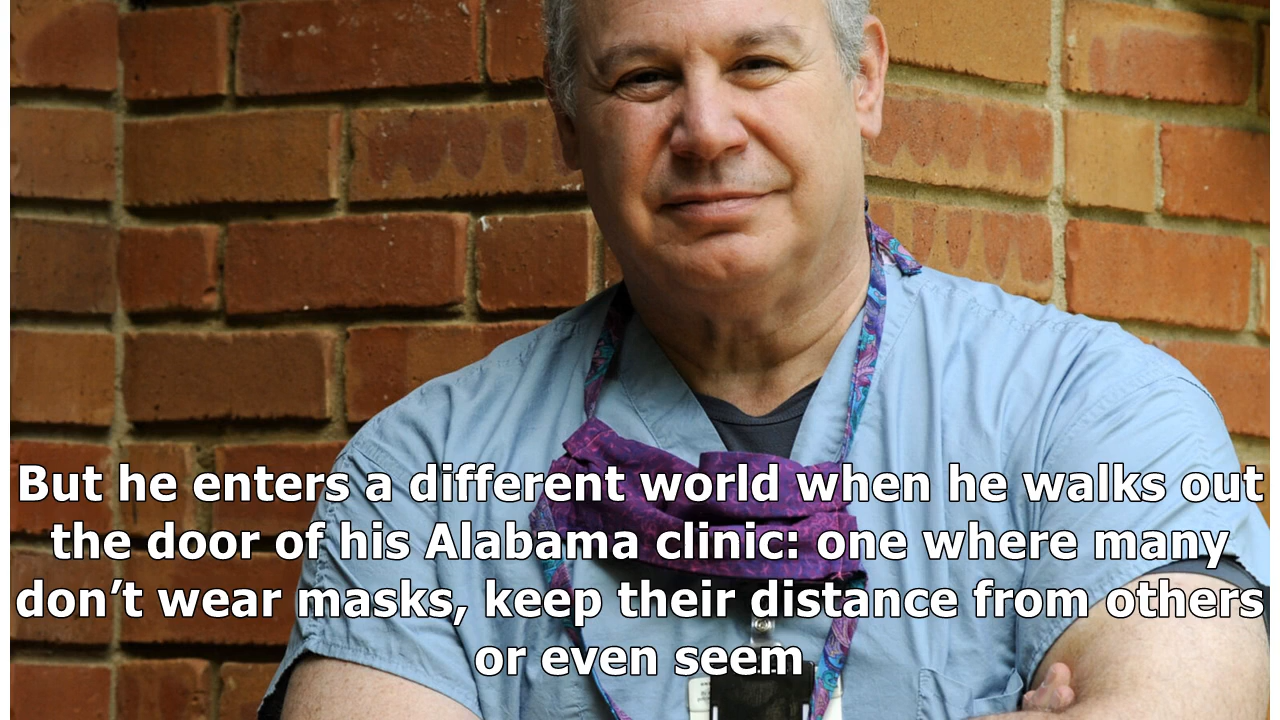 But he enters a different world when he walks out
the door of his Alabama clinic: one where many
don’t wear masks, keep their distance from others
or even seem